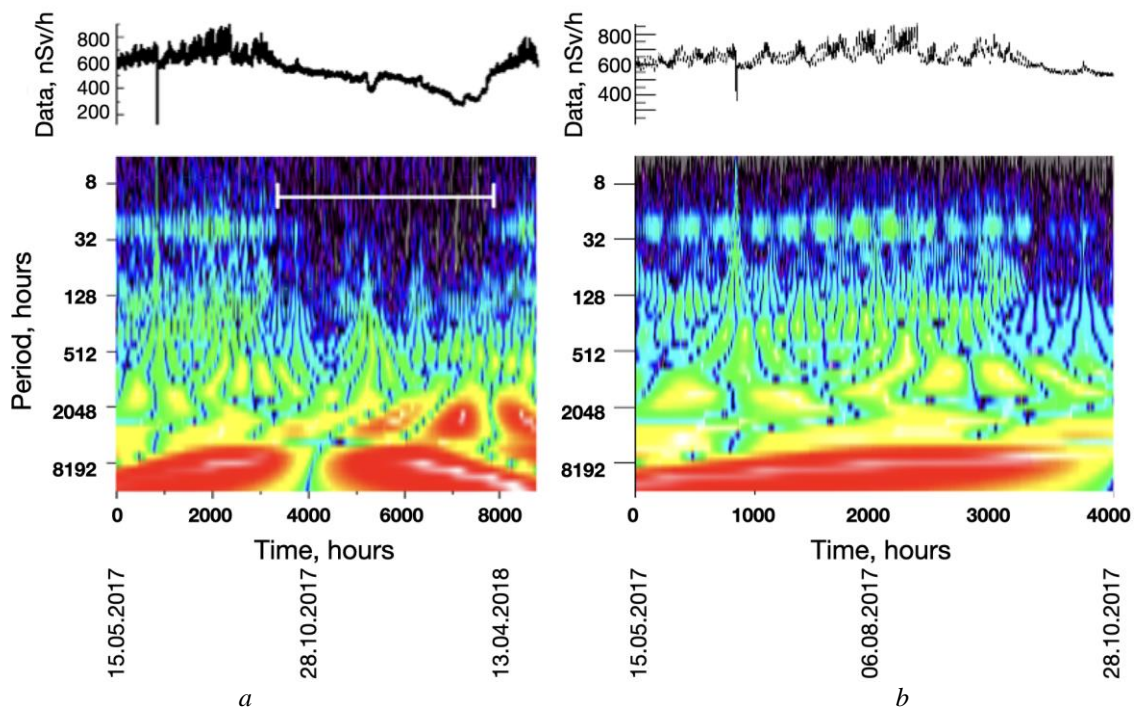 Data, nSv/h
800
600
400
200
Period, hours
8
32
128
512
2048
8192
0 2000 4000 6000 8000
Time, hours
15.05.2017
28.10.2017
13.04.2018
a
Data, nSv/h
800
600
400
8
32
128
512
2048
8192
0 1000 2000 3000 4000
Time, hours
15.05.2017
06.08.2017
28.10.2017
b